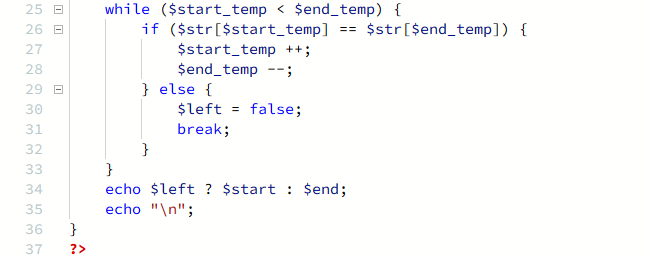 25 while ($start_temp < $end_temp) {
26 if ($str[$start_temp] == $str[$end_temp]) {
27 $start_temp ++;
28 $end_temp --;
29 } else {
30 $left = false;
31 break;
32 }
33 }
34 echo $left ? $start : $end;
35 echo "\n";
36 }
37 ?>